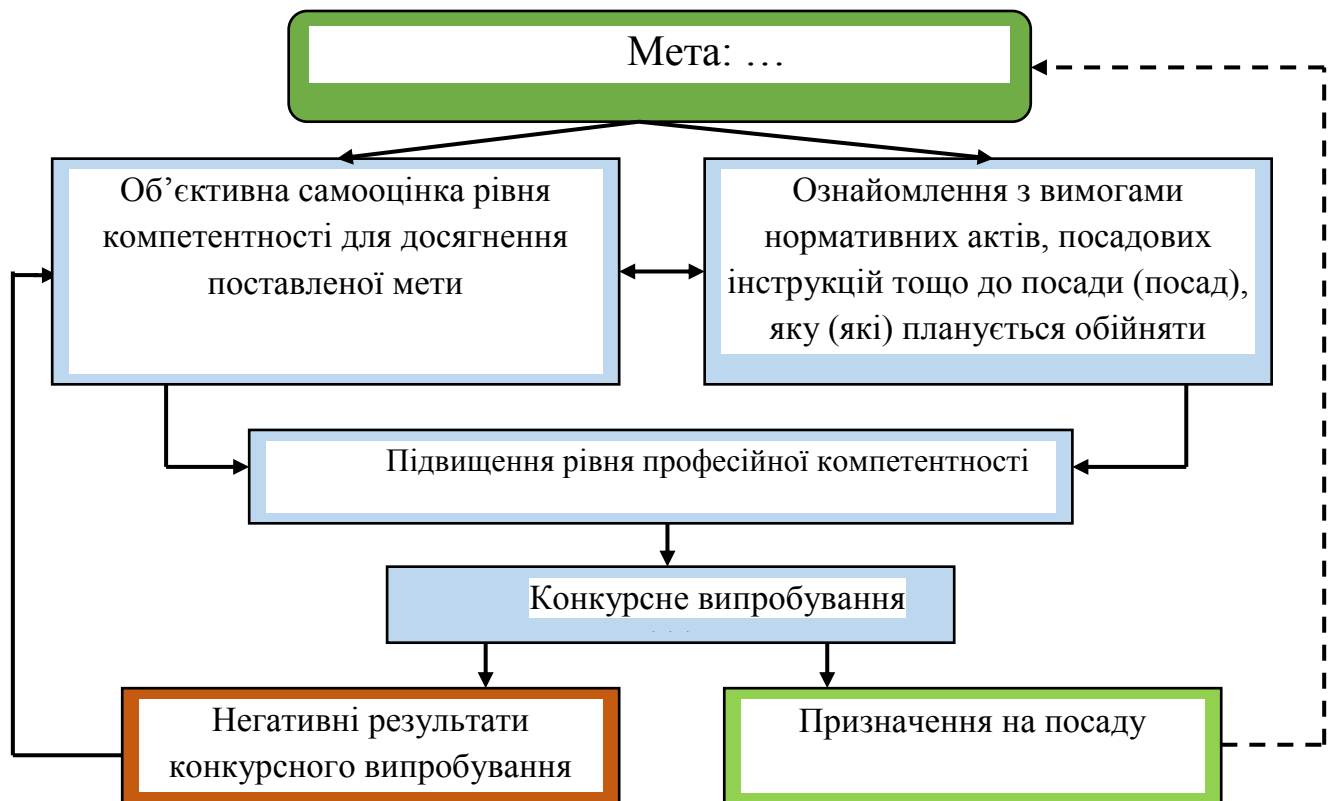 Мета: …
Об’єктивна самооцінка рівня
компетентності для досягнення
поставленої мети
Ознайомлення з вимогами
нормативних актів, посадових
інструкцій тощо до посади (посад),
яку (які) планується обійняти
Підвищення рівня професійної компетентності
Конкурсне випробування
Негативні результати
конкурсного випробування
Призначення на посаду